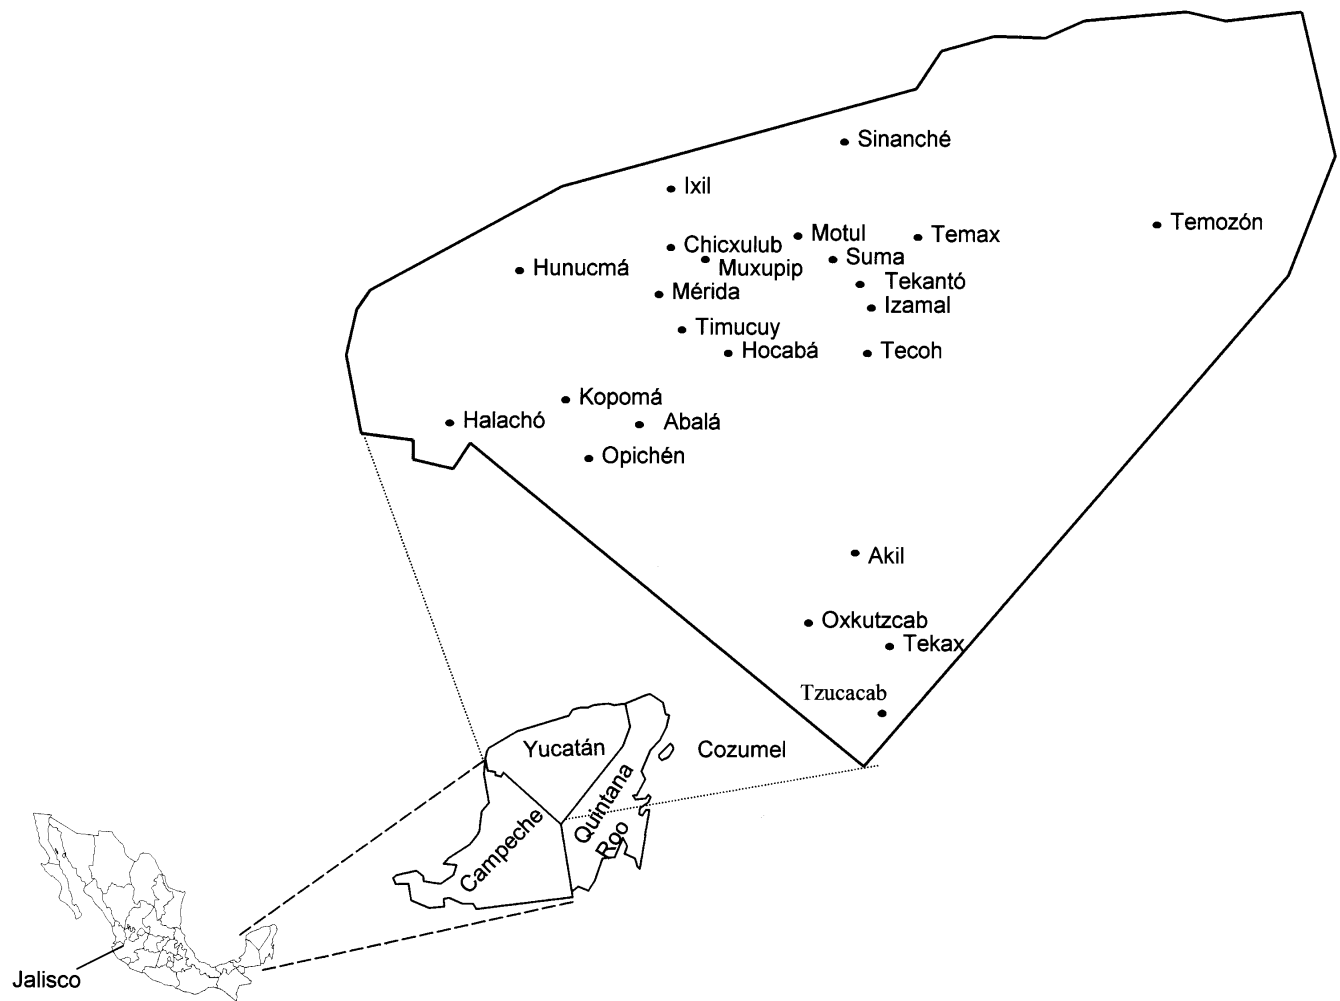 Sinanché
Ixil
Temozón
Motul
Temax
Chicxulub
Suma
Hunucmá
Muxupip
Tekantó
Mérida
Izamal
Timucuy
Hocabá
Tecoh
Kopomá
Halachó
Abalá
Opichén
Akil
Oxkutzcab
Tekax
Tzucacab
Yucatán
Cozumel
Quintana
Roo
Campeche
Jalisco